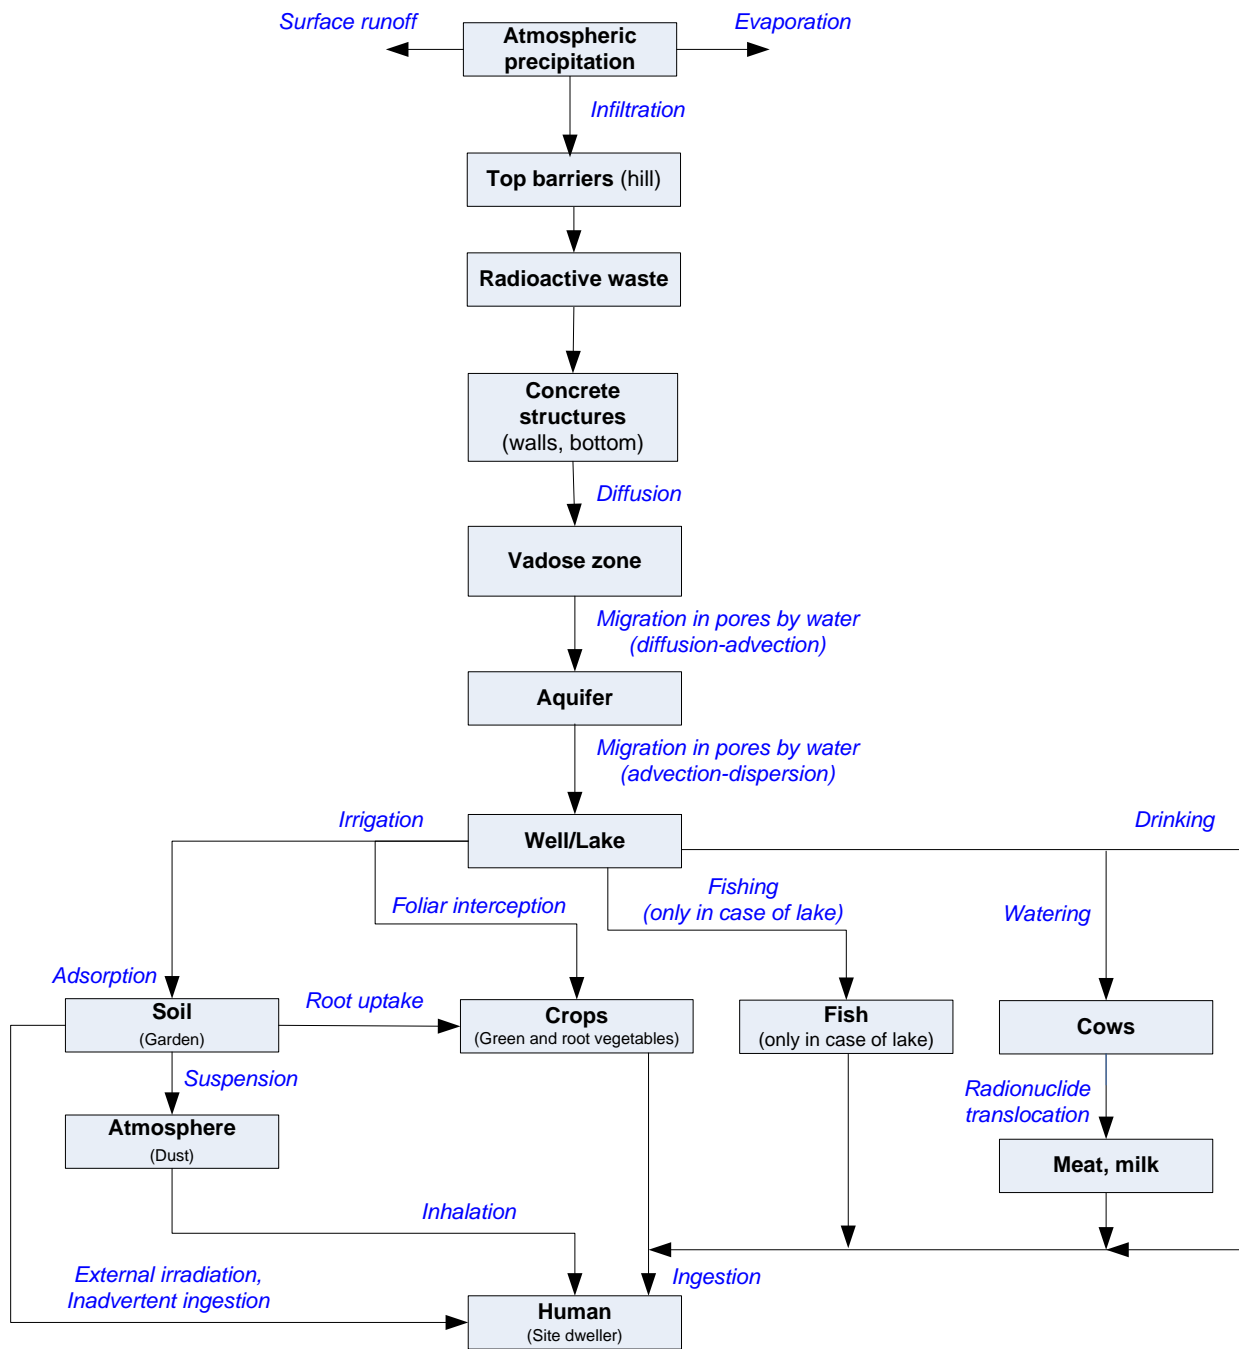 Surface runoff
Atmospheric
precipitation
Evaporation
Infiltration
Top barriers (hill)
Radioactive waste
Concrete
structures
(walls, bottom)
Diffusion
Vadose zone
Migration in pores by water
(diffusion-advection)
Aquifer
Migration in pores by water
(advection-dispersion)
Irrigation
Well/Lake
Drinking
Foliar interception
Fishing
(only in case of lake)
Watering
Adsorption
Soil
(Garden)
Root uptake
Crops
(Green and root vegetables)
Fish
(only in case of lake)
Cows
Suspension
Radionuclide
translocation
Atmosphere
(Dust)
Meat, milk
Inhalation
External irradiation,
Inadvertent ingestion
Ingestion
Human
(Site dweller)